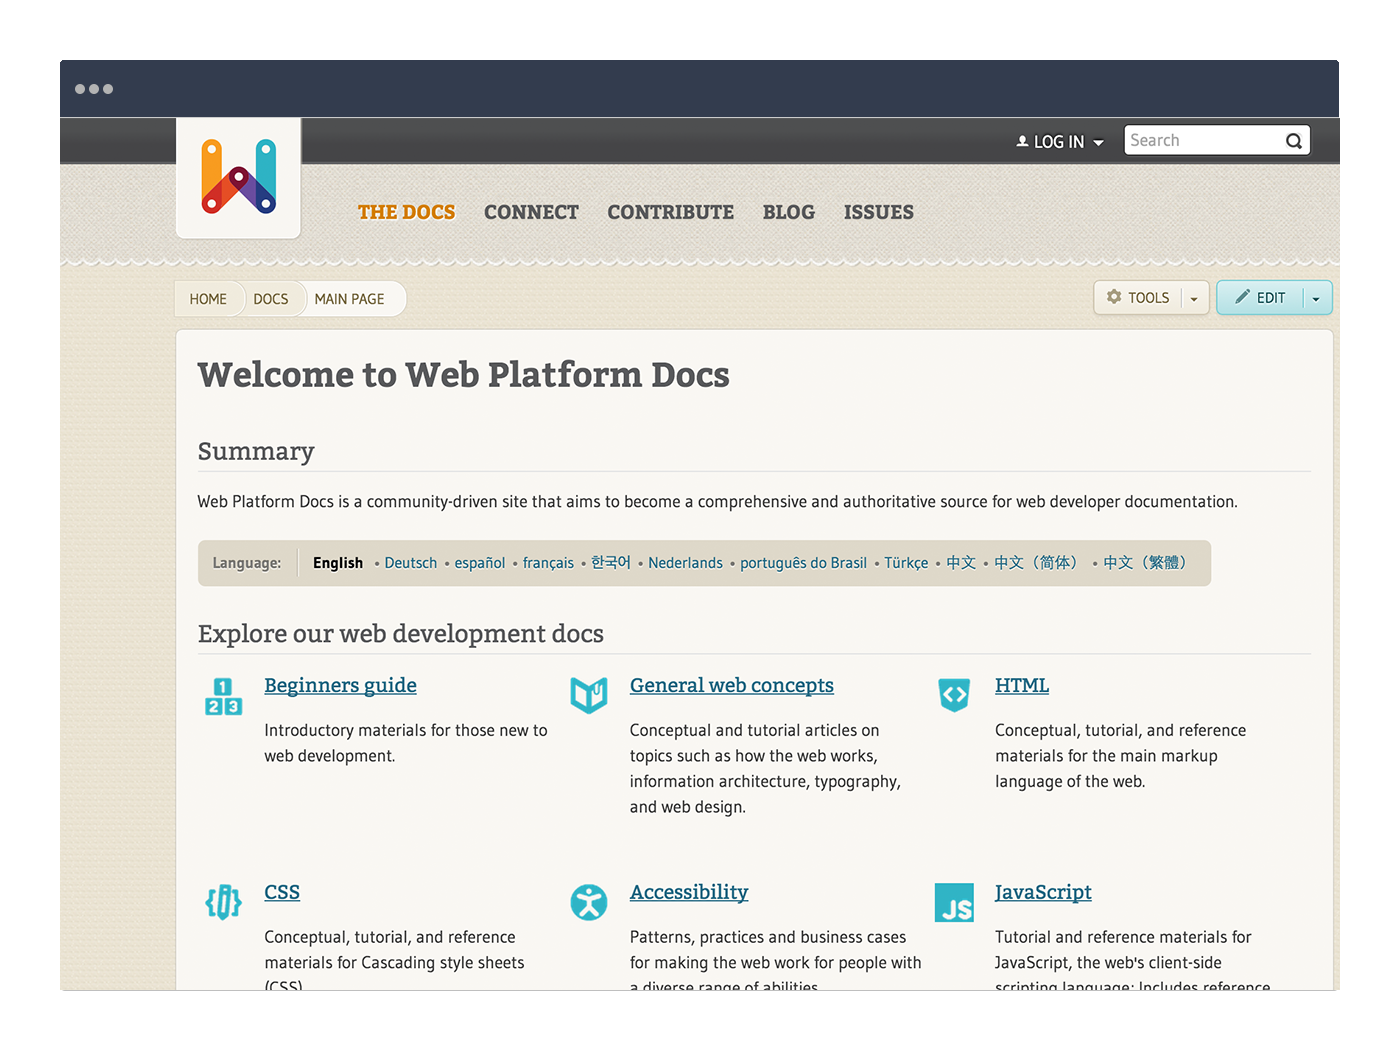 LOG IN
Search
THE DOCS CONNECT CONTRIBUTE BLOG ISSUES
HOME DOCS MAIN PAGE
TOOLS EDIT
Welcome to Web Platform Docs
Summary
Web Platform Docs is a community-driven site that aims to become a comprehensive and authoritative source for web developer documentation.
Language: English • Deutsch • español • français • 한국어 • Nederlands • português do Brasil • Türkçe • 中文 • 中文（简体） • 中文（繁體）
Explore our web development docs
1
2 3
Beginners guide
Introductory materials for those new to
web development.
General web concepts
Conceptual and tutorial articles on
topics such as how the web works,
information architecture, typography,
and web design.
HTML
Conceptual, tutorial, and reference
materials for the main markup
language of the web.
CSS
Conceptual, tutorial, and reference
materials for Cascading style sheets
(CSS)
Accessibility
Patterns, practices and business cases
for making the web work for people with
a diverse range of abilities
JS
JavaScript
Tutorial and reference materials for
JavaScript, the web's client-side
scripting language: Includes reference